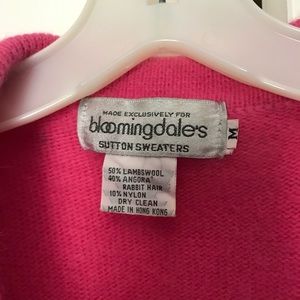 MADE EXCLUSIVELY FOR
bloomingdale's
SUTTON SWEATERS
M
50% LAMBSWOOL
40% ANGORA
RABBIT HAIR
10% NYLON
DRY CLEAN
MADE IN HONG KONG